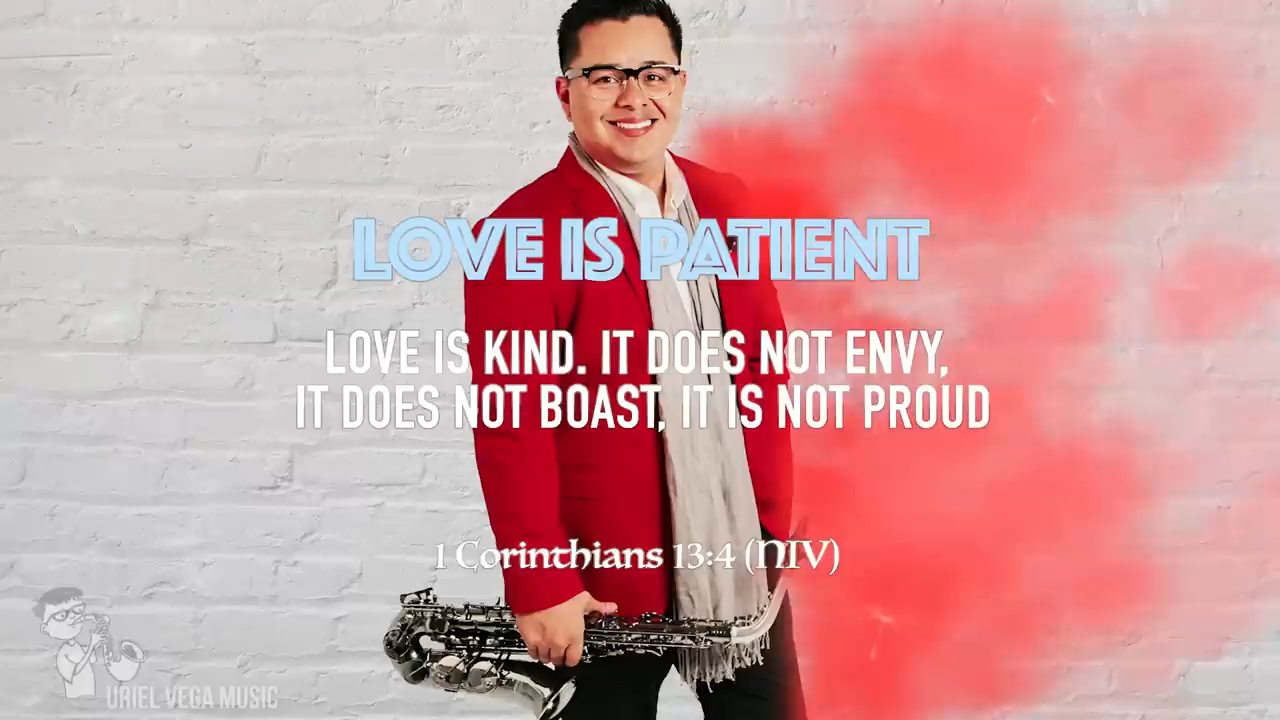 LOVE IS PATIENT
LOVE IS KIND. IT DOES NOT ENVY,
IT DOES NOT BOAST, IT IS NOT PROUD
1 Corinthians 13:4 (NIV)
URIEL VEGA MUSIC